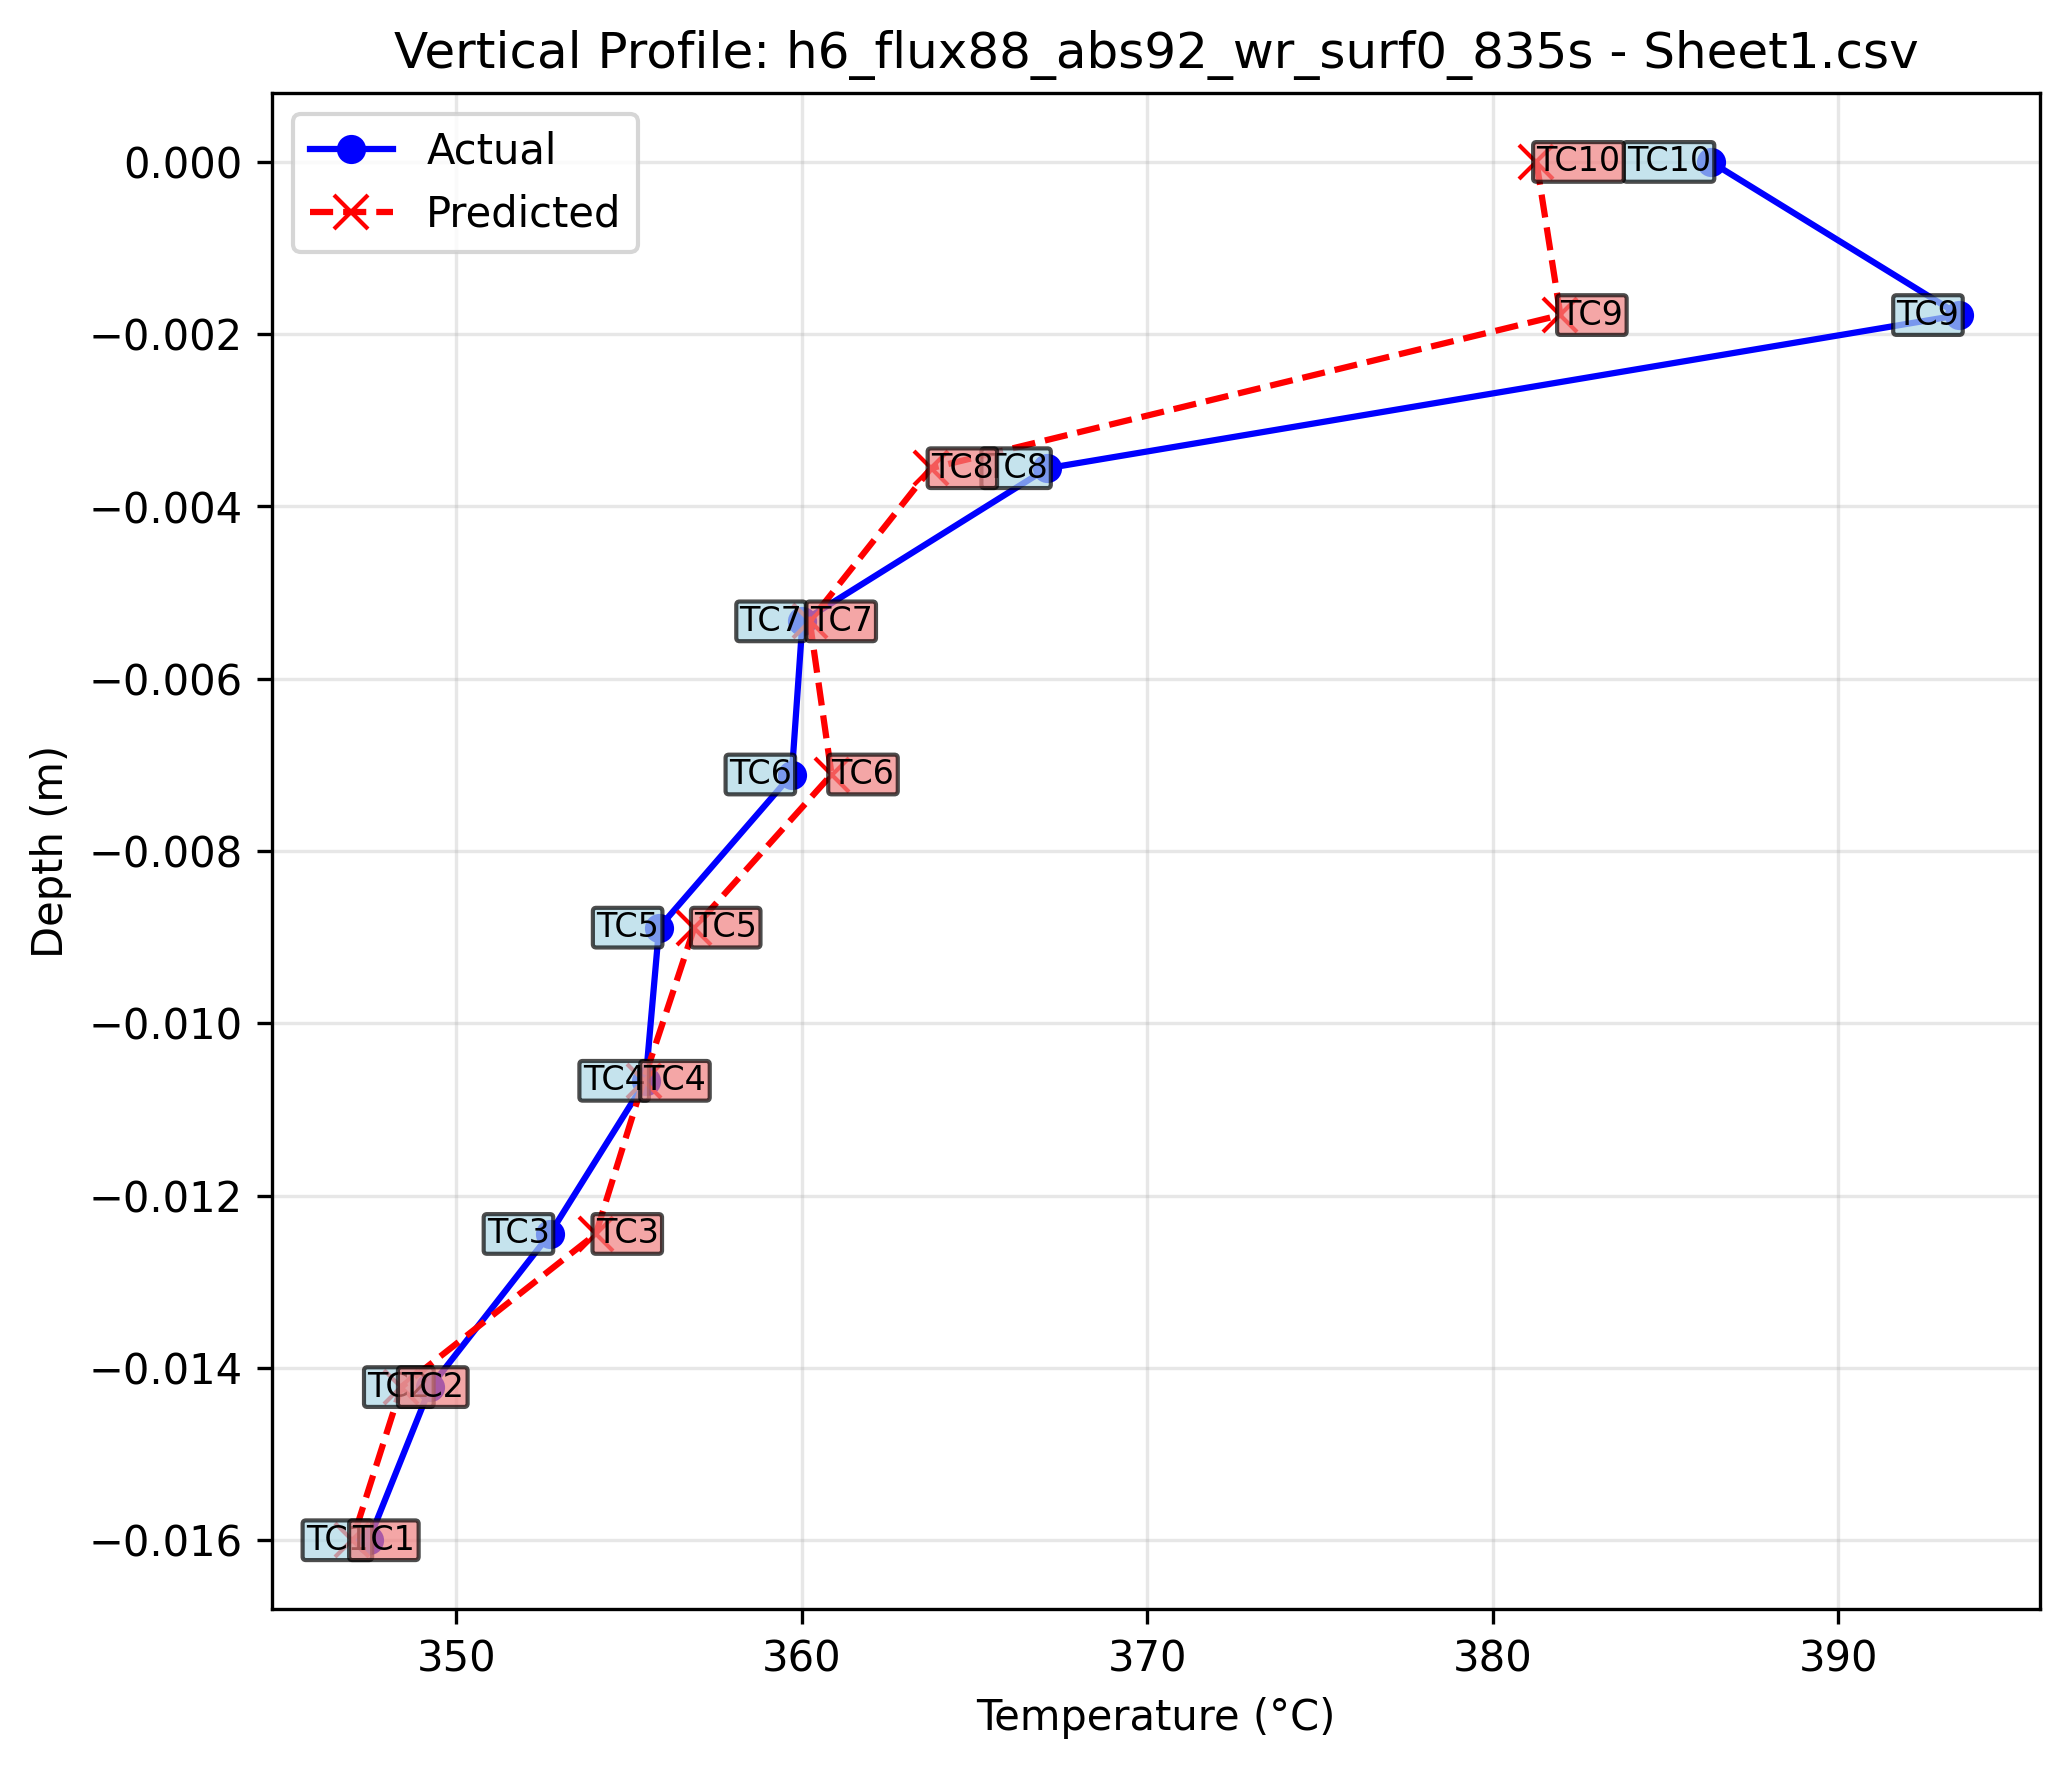 Vertical Profile: h6_flux88_abs92_wr_surf0_835s - Sheet1.csv
Actual
Predicted
0.000
−0.002
−0.004
−0.006
−0.008
−0.010
−0.012
−0.014
−0.016
Depth (m)
TC10 TC10
TC9 TC9
TC8 TC8
TC7 TC7
TC6 TC6
TC5 TC5
TC4 TC4
TC3 TC3
TC2
TC1
350 360 370 380 390
Temperature (°C)